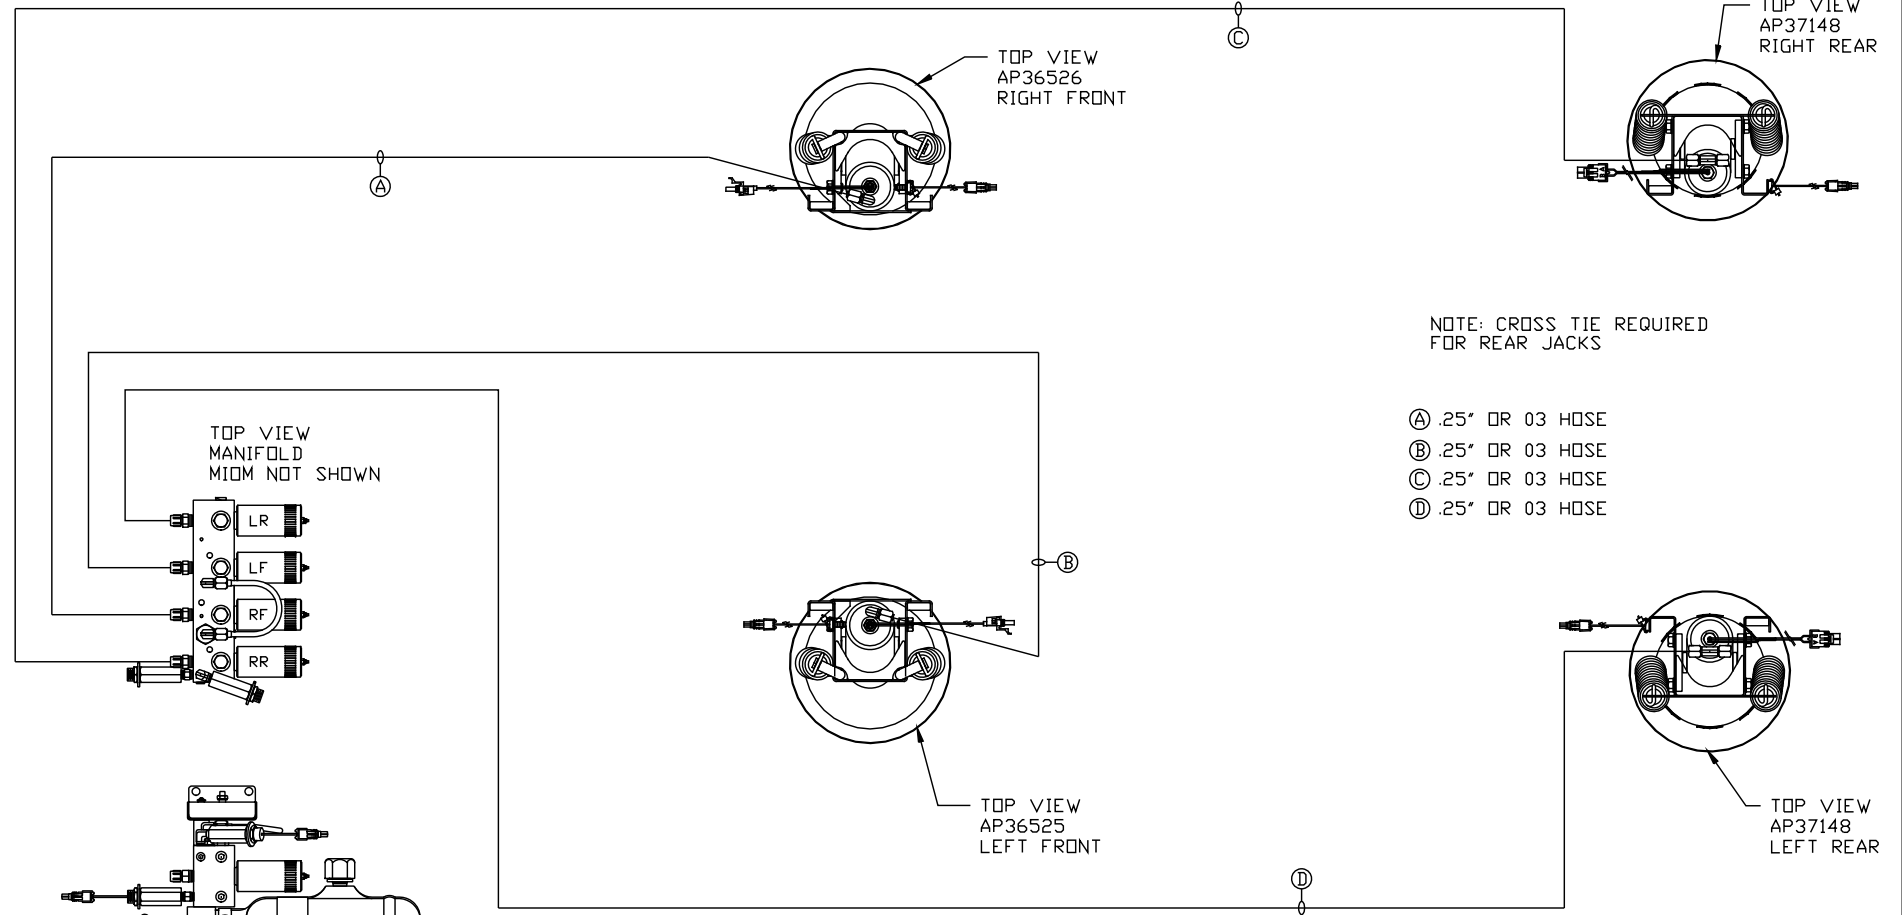 TOP VIEW
AP37148
RIGHT REAR
C
TOP VIEW
AP36526
RIGHT FRONT
A
NOTE: CROSS TIE REQUIRED
FOR REAR JACKS
A .25" OR 03 HOSE
B .25" OR 03 HOSE
C .25" OR 03 HOSE
D .25" OR 03 HOSE
TOP VIEW
MANIFOLD
MIOM NOT SHOWN
LR
LF
RF
RR
B
TOP VIEW
AP36525
LEFT FRONT
TOP VIEW
AP37148
LEFT REAR
D